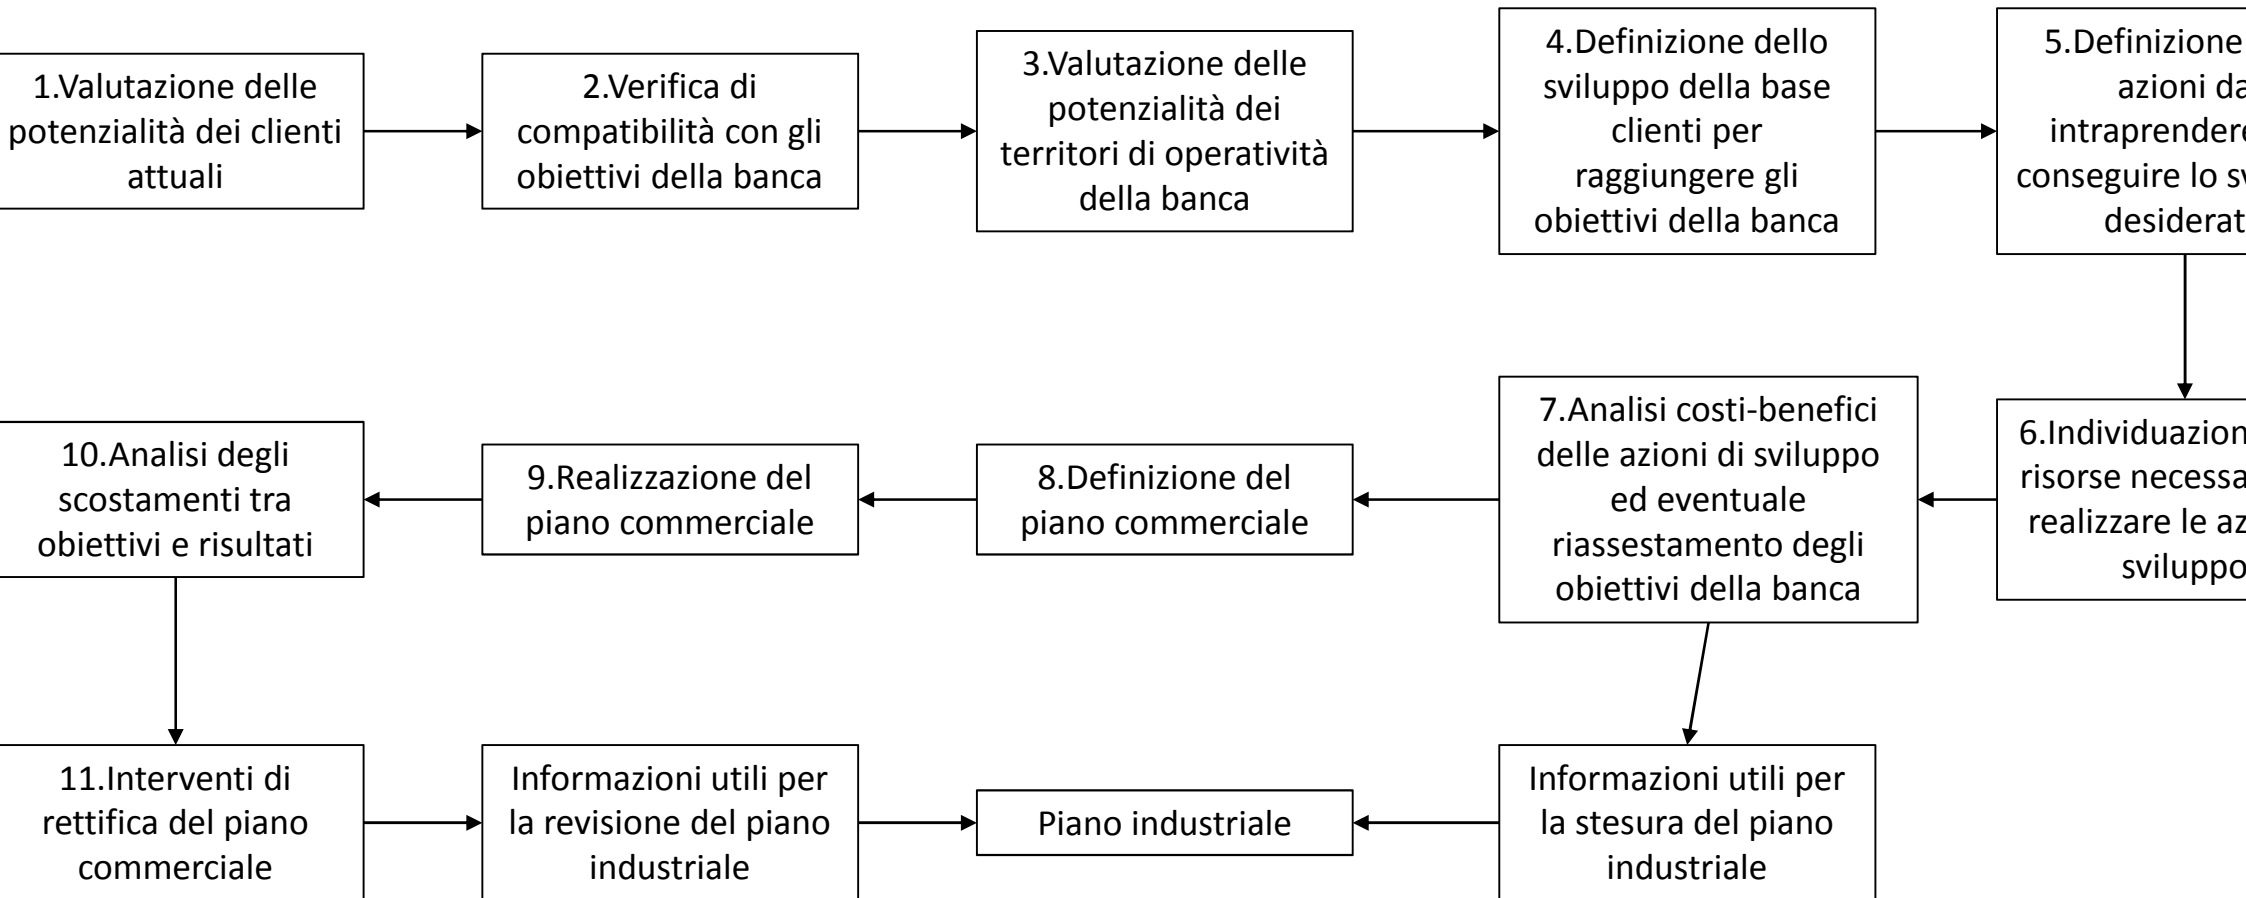 1.Valutazione delle
potenzialità dei clienti
attuali
2.Verifica di
compatibilità con gli
obiettivi della banca
3.Valutazione delle
potenzialità dei
territori di operatività
della banca
4.Definizione dello
sviluppo della base
clienti per
raggiungere gli
obiettivi della banca
5.Definizione
azioni da
intraprendere
conseguire lo
6.Individuazion
risorse
realizzare le
sviluppo
7.Analisi costi-benefici
delle azioni di sviluppo
ed eventuale
riassestamento degli
obiettivi della banca
8.Definizione del
piano commerciale
9.Realizzazione del
piano commerciale
10.Analisi degli
scostamenti tra
obiettivi e risultati
11.Interventi di
rettifica del piano
commerciale
Informazioni utili per
la revisione del piano
industriale
Piano industriale
Informazioni utili per
la stesura del piano
industriale